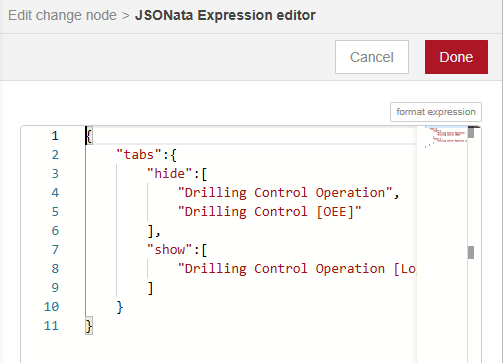 Edit change node > JSONata Expression editor
Cancel Done
format expression
1 {
2 "tabs":{
3 "hide":[
4 "Drilling Control Operation",
5 "Drilling Control [OEE]"
6 ],
7 "show":[
8 "Drilling Control Operation [Lo
9 ]
10 }
11 }